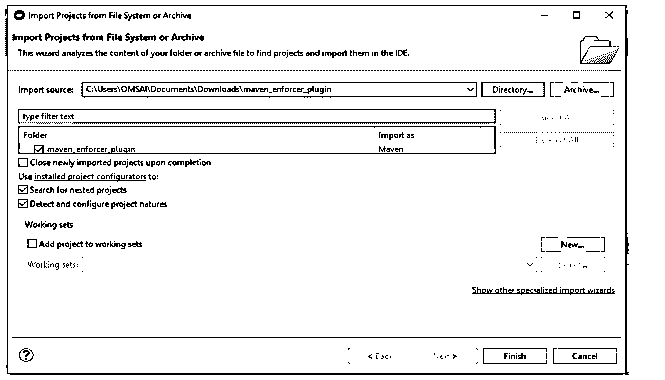 Import Projects from File System or Archive
Import Projects from File System or Archive
This wizard analyzes the content of your folder or archive file to find projects and import them in the IDE.
Import source: C:\Users\OMSAI\Documents\Downloads\maven_enforcer_plugin Directory... Archive...
type filter text
Folder Import as
maven_enforcer_plugin Maven
Close newly imported projects upon completion
Use installed project configurators to:
Search for nested projects
Detect and configure project natures
Working sets
Add project to working sets New...
Working sets:
Show other specialized import wizards
< Back Next > Finish Cancel